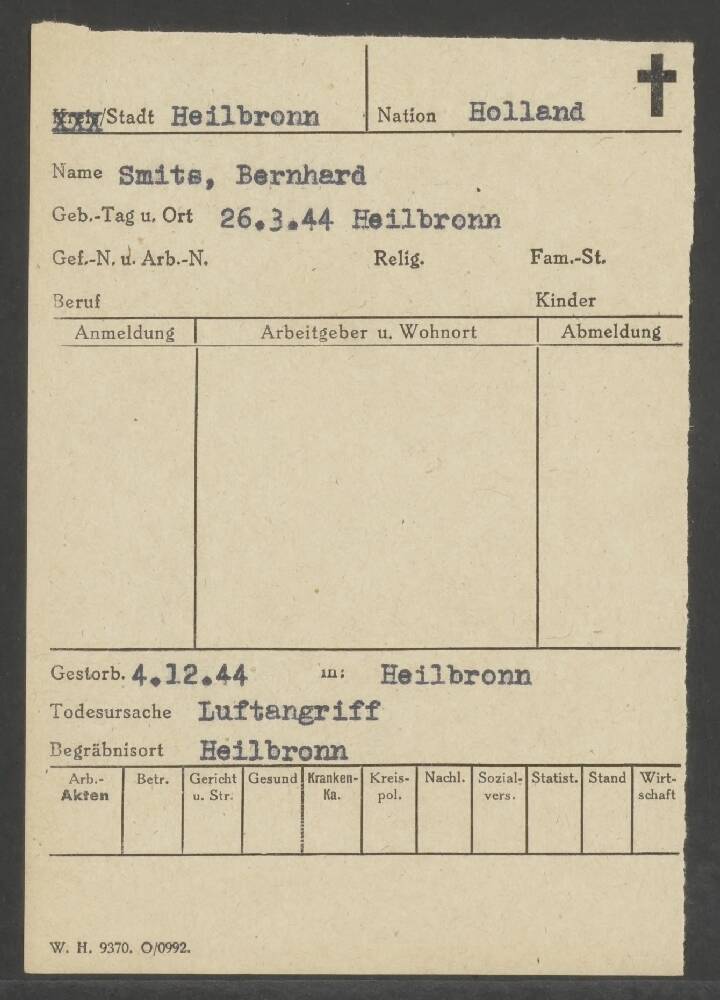 Kreis/Stadt Heilbronn Nation Holland
Name Smits, Bernhard
Geb.-Tag u. Ort 26.3.44 Heilbronn
Gef.-N. u. Arb.-N. Relig. Fam.-St.
Beruf Kinder
Anmeldung Arbeitgeber u. Wohnort Abmeldung
Gestorb. 4.12.44 in: Heilbronn
Todesursache Luftangriff
Begräbnisort Heilbronn
Arb.- Betr. Gericht Gesund Kranken- Kreis- Nachl. Sozial- Statist. Stand Wirt-
Akten u. Str. Ka. pol. vers. schaft
W. H. 9370. O/0992.